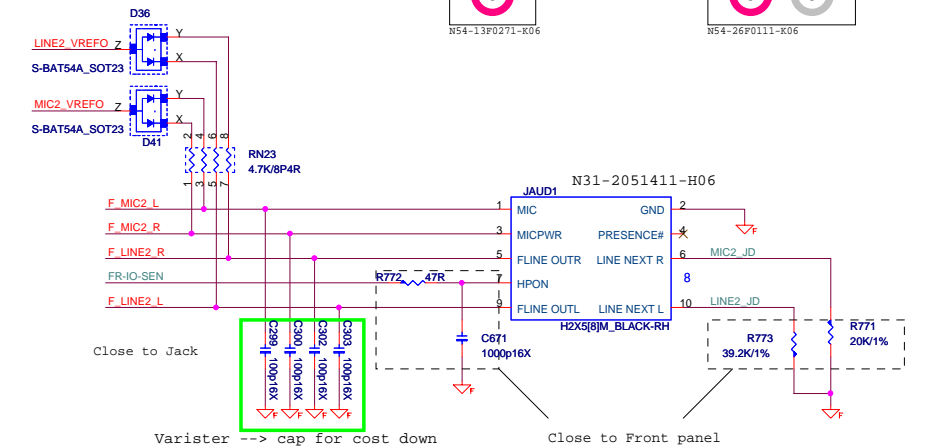 D36
N54-13F0271-K06
N54-26F0111-K06
LINE2_VREFO Z
Y
X
S-BAT54A_SOT23
MIC2_VREFO Z
Y
X
S-BAT54A_SOT23
D41
2 4 6 8
RN23
4.7K/8P4R
1 3 5 7
N31-2051411-H06
JAUD1
F_MIC2_L 1 MIC GND 2
F_MIC2_R 3 MICPWR PRESENCE# 4
F_LINE2_R 5 FLINE OUTR LINE NEXT R 6 MIC2_JD
FR-IO-SEN R772 47R 7 HPON 8
F_LINE2_L 9 FLINE OUTL LINE NEXT L 10 LINE2_JD
H2X5[8]M_BLACK-RH
F
C299 100p16X
C300 100p16X
C302 100p16X
C303 100p16X
C671
1000p16X
R773
39.2K/1%
R771
20K/1%
Close to Jack
F
F F F F
F
Varister --> cap for cost down
Close to Front panel